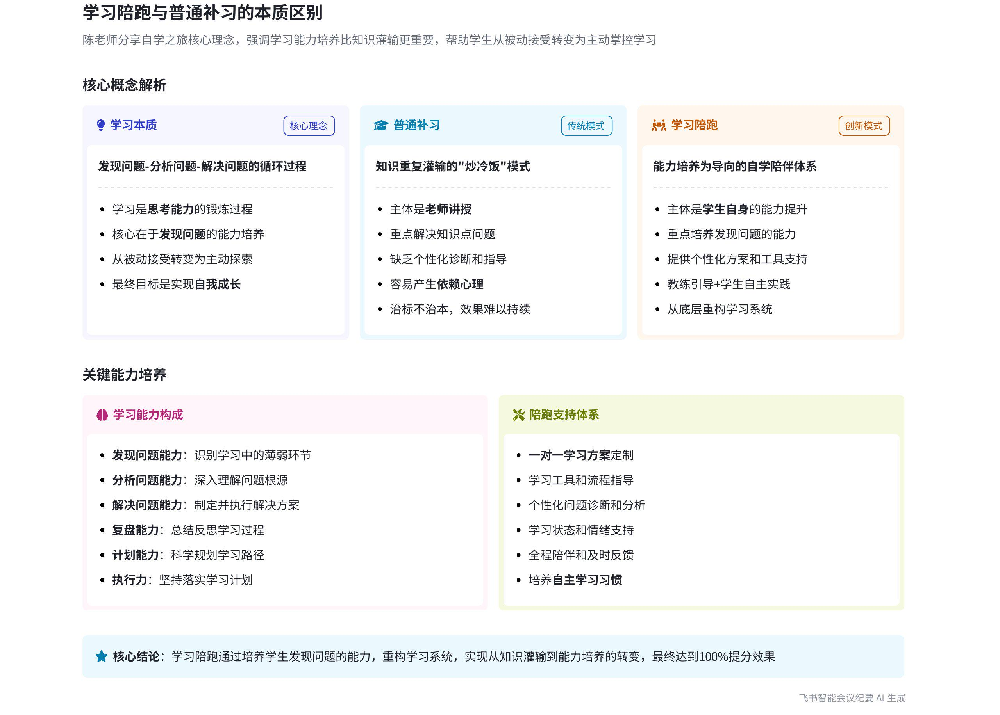 学习陪跑与普通补习的本质区别
陈老师分享自学之旅核心理念，强调学习能力培养比知识灌输更重要，帮助学生从被动接受转变为主动掌控学习
核心概念解析
学习本质
核心理念
发现问题-分析问题-解决问题的循环过程
学习是思考能力的锻炼过程
核心在于发现问题的能力培养
从被动接受转变为主动探索
最终目标是实现自我成长
普通补习
传统模式
知识重复灌输的"炒冷饭"模式
主体是老师讲授
重点解决知识点问题
缺乏个性化诊断和指导
容易产生依赖心理
治标不治本，效果难以持续
学习陪跑
创新模式
能力培养为导向的自学陪伴体系
主体是学生自身的能力提升
重点培养发现问题的能力
提供个性化方案和工具支持
教练引导+学生自主实践
从底层重构学习系统
关键能力培养
学习能力构成
发现问题能力：识别学习中的薄弱环节
分析问题能力：深入理解问题根源
解决问题能力：制定并执行解决方案
复盘能力：总结反思学习过程
计划能力：科学规划学习路径
执行力：坚持落实学习计划
陪跑支持体系
一对一学习方案定制
学习工具和流程指导
个性化问题诊断和分析
学习状态和情绪支持
全程陪伴和及时反馈
培养自主学习习惯
核心结论：学习陪跑通过培养学生发现问题的能力，重构学习系统，实现从知识灌输到能力培养的转变，最终达到100%提分效果
飞书智能会议纪要 AI 生成